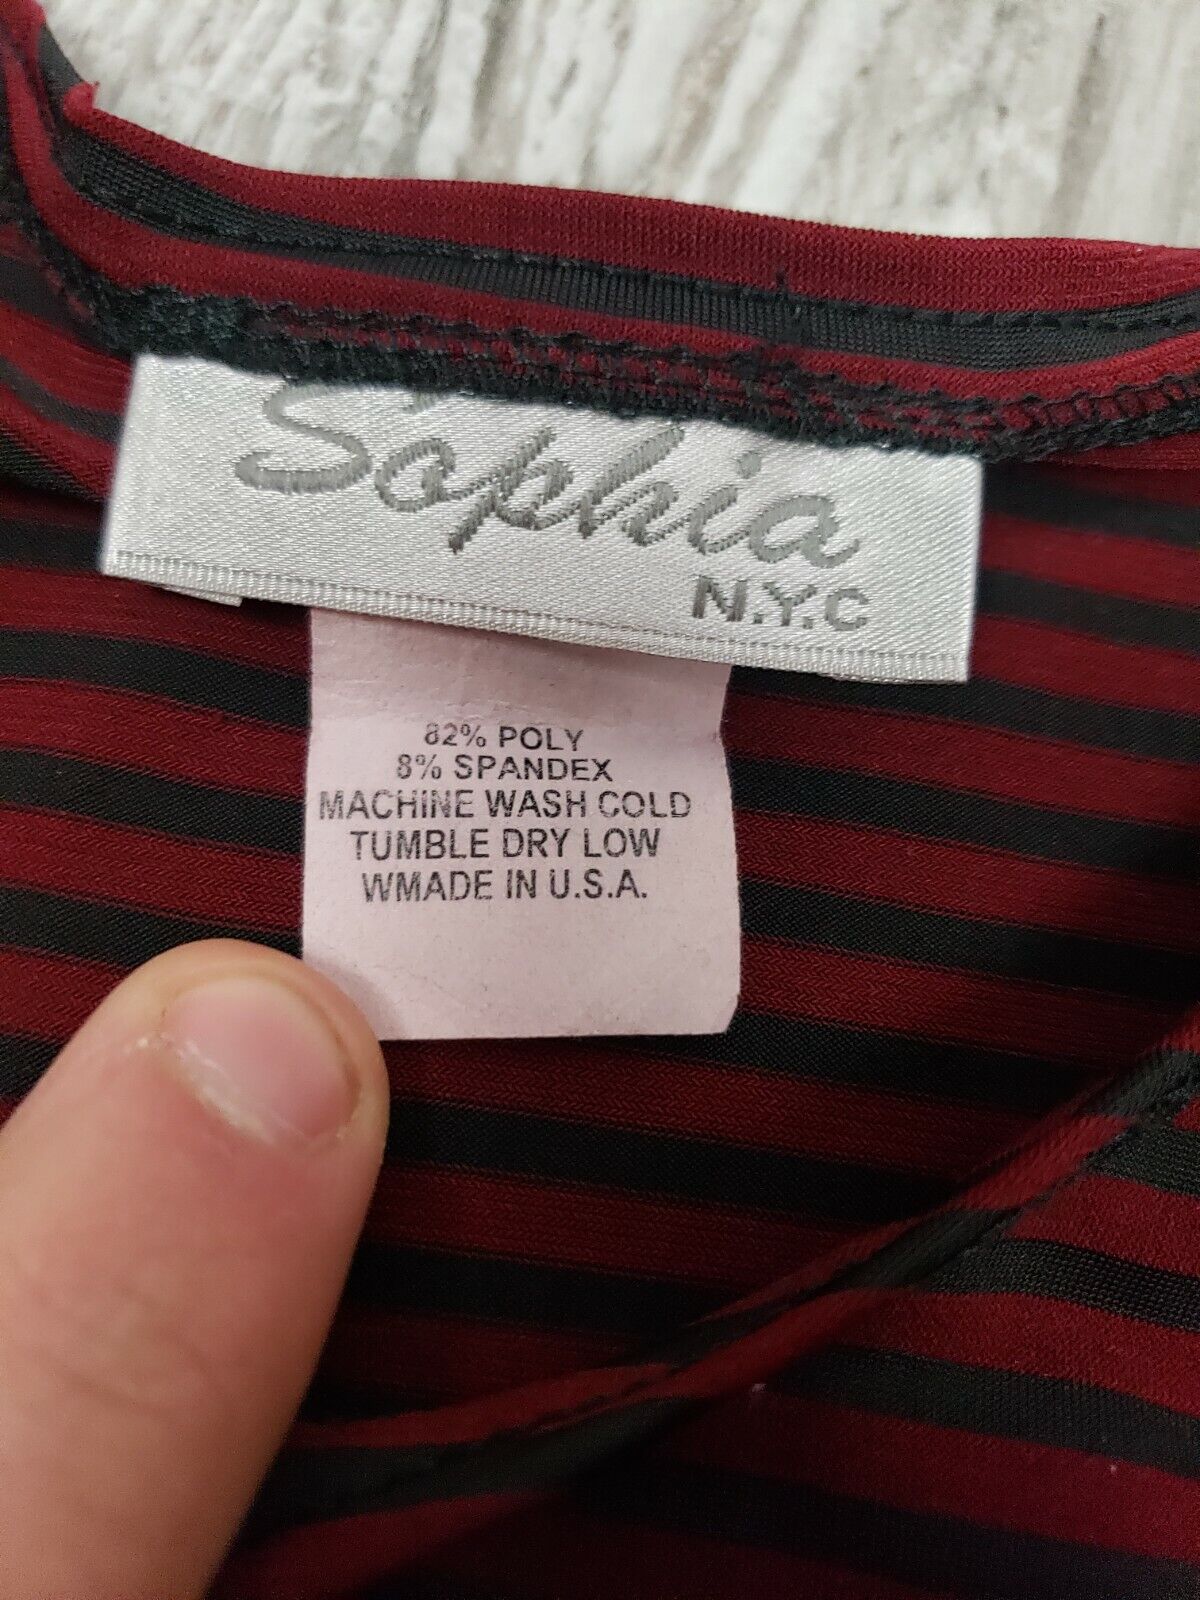 Sophia
N.Y.C
82% POLY
8% SPANDEX
MACHINE WASH COLD
TUMBLE DRY LOW
WMADE IN U.S.A.